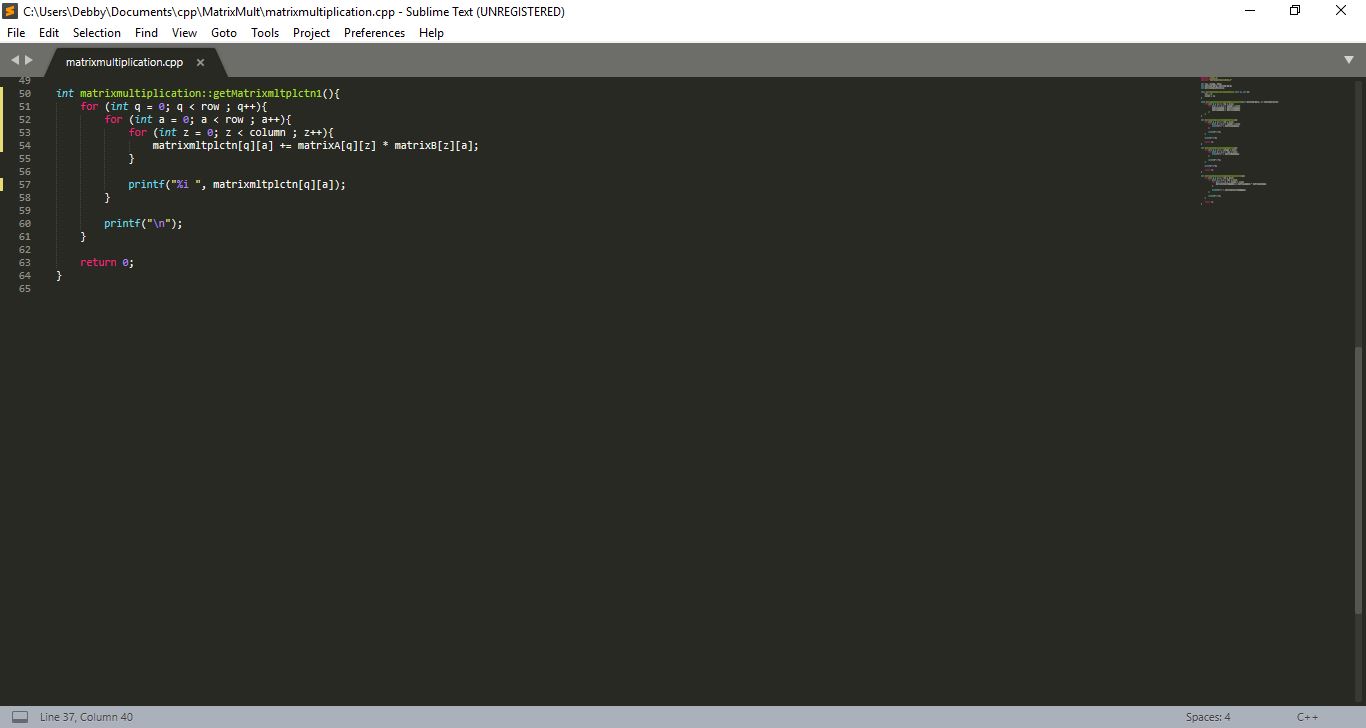 C:\Users\Debby\Documents\cpp\MatrixMult\matrixmultiplication.cpp - Sublime Text (UNREGISTERED)
File Edit Selection Find View Goto Tools Project Preferences Help
matrixmultiplication.cpp ×
49
50 int matrixmultiplication::getMatrixmltplctn1(){
51     for (int q = 0; q < row ; q++){
52         for (int a = 0; a < row ; a++){
53             for (int z = 0; z < column ; z++){
54                 matrixmltplctn[q][a] += matrixA[q][z] * matrixB[z][a];
55             }
56
57             printf("%i ", matrixmltplctn[q][a]);
58         }
59
60         printf("\n");
61     }
62
63     return 0;
64 }
65
Line 37, Column 40 Spaces: 4 C++